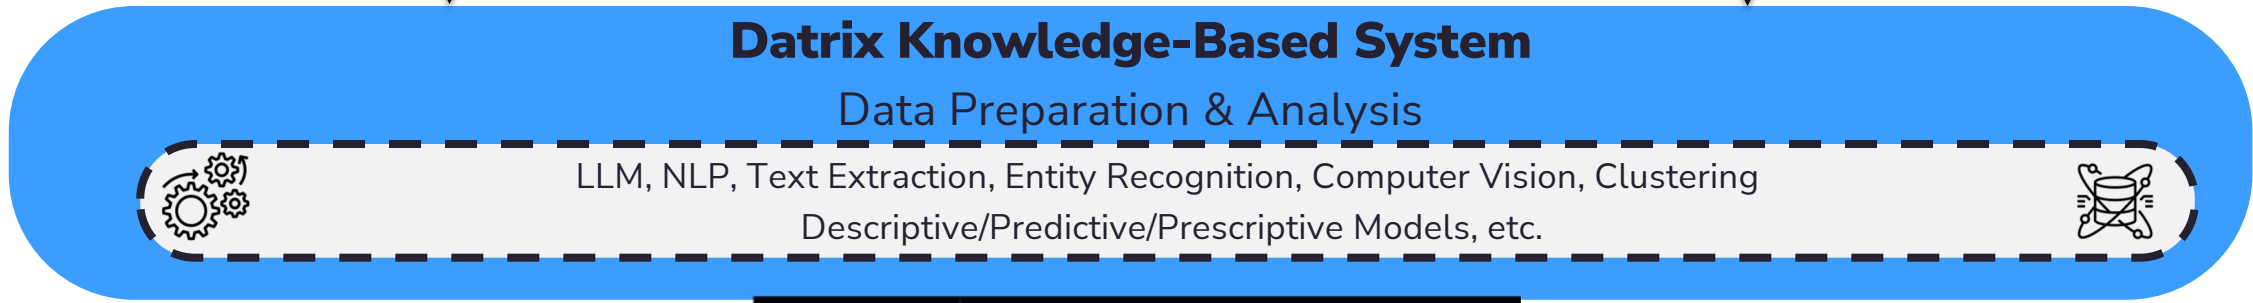 Datrix Knowledge-Based System
Data Preparation & Analysis
LLM, NLP, Text Extraction, Entity Recognition, Computer Vision, Clustering
Descriptive/Predictive/Prescriptive Models, etc.